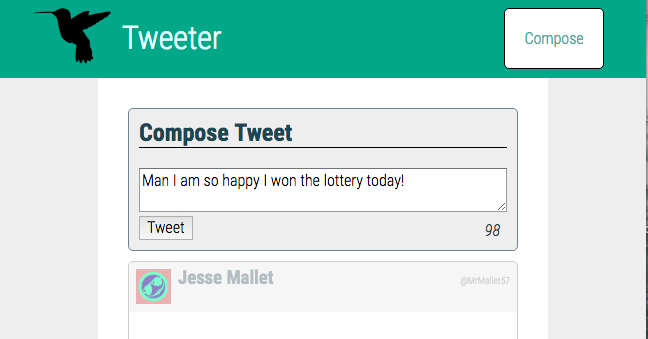 Tweeter
Compose
Compose Tweet
Man I am so happy I won the lottery today!
Tweet
98
Jesse Mallet
@MrMallet57